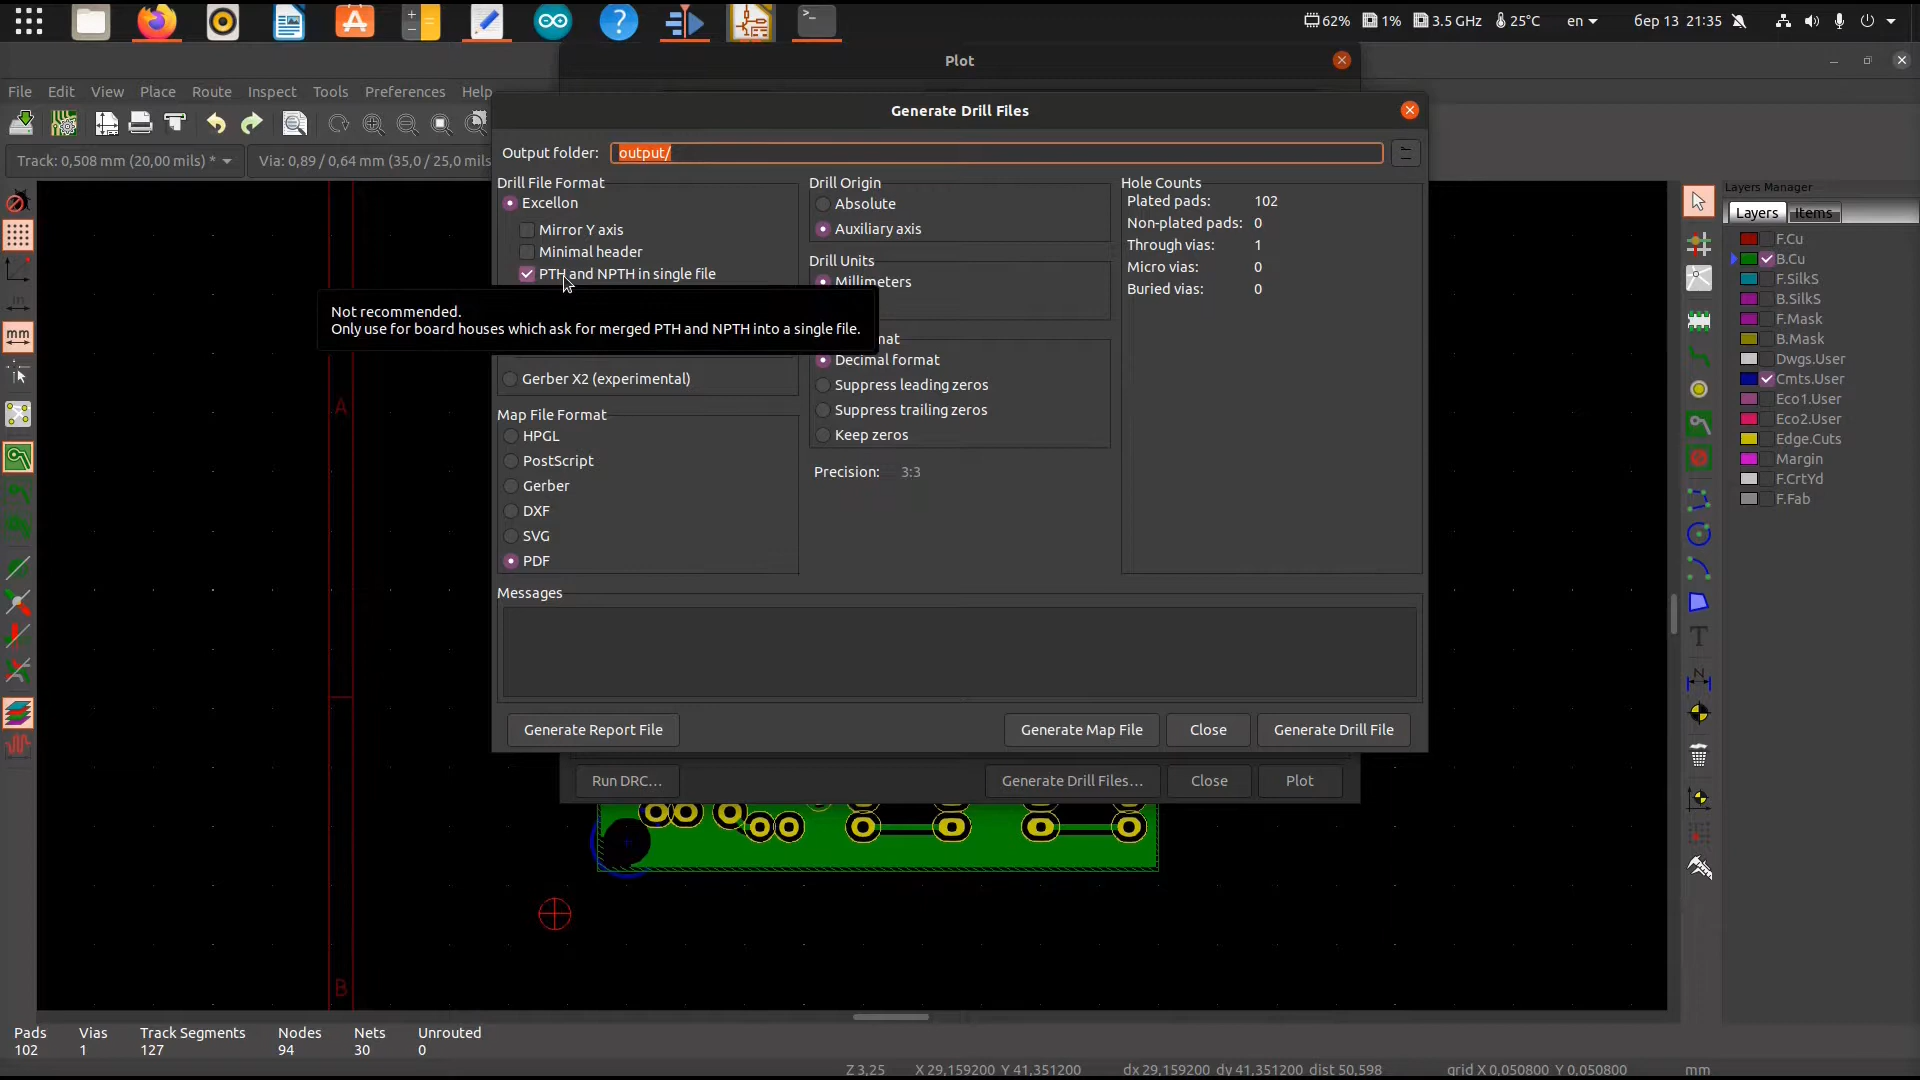 62% 1% 3.5 GHz 25°C en бер 13 21:35
Plot
File Edit View Place Route Inspect Tools Preferences Help
Generate Drill Files
Track: 0,508 mm (20,00 mils) * Via: 0,89 / 0,64 mm (35,0 / 25,0 mils
Output folder: output/
Drill File Format
Excellon
Mirror Y axis
Minimal header
PTH and NPTH in single file
Not recommended.
Only use for board houses which ask for merged PTH and NPTH into a single file.
Gerber X2 (experimental)
Map File Format
HPGL
PostScript
Gerber
DXF
SVG
PDF
Drill Origin
Absolute
Auxiliary axis
Drill Units
Millimeters
Decimal format
Suppress leading zeros
Suppress trailing zeros
Keep zeros
Precision: 3:3
Hole Counts
Plated pads: 102
Non-plated pads: 0
Through vias: 1
Micro vias: 0
Buried vias: 0
Messages
Generate Report File Generate Map File Close Generate Drill File
Run DRC... Generate Drill Files... Close Plot
Layers Manager
Layers Items
F.Cu
B.Cu
F.SilkS
B.SilkS
F.Mask
B.Mask
Dwgs.User
Cmts.User
Eco1.User
Eco2.User
Edge.Cuts
Margin
F.CrtYd
F.Fab
in
mm
A
B
Pads Vias Track Segments Nodes Nets Unrouted
102 1 127 94 30 0
Z 3,25 X 29,159200 Y 41,351200 dx 29,159200 dy 41,351200 dist 50,598 grid X 0,050800 Y 0,050800 mm